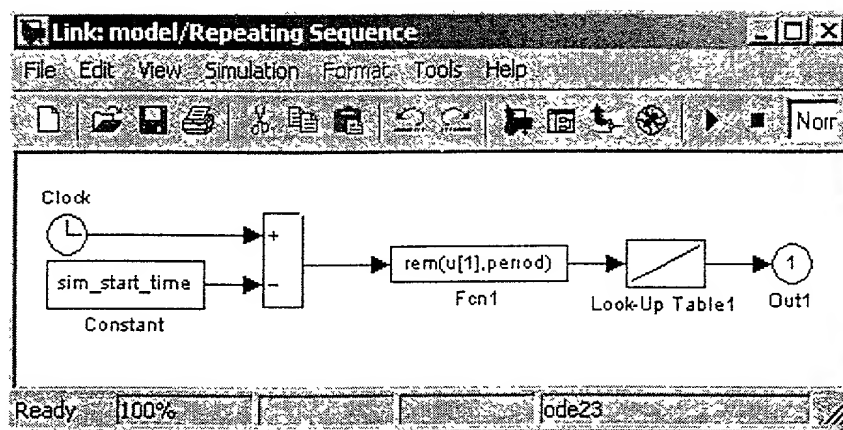 Link: model/Repeating Sequence
File Edit View Simulation Format Tools Help
Norr
Clock
+
sim_start_time
−
Constant
rem(u[1],period)
Fcn1
Look-Up Table1
1
Out1
Ready 100% ode23